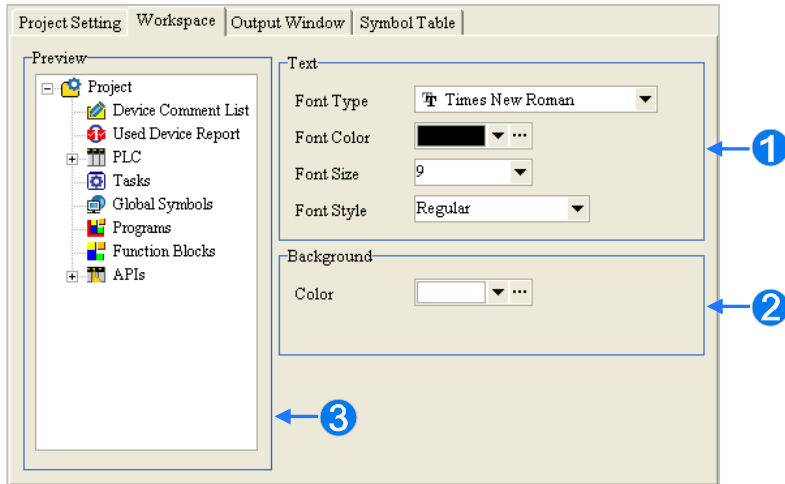 Project Setting Workspace Output Window Symbol Table
Preview
Project
Device Comment List
Used Device Report
PLC
Tasks
Global Symbols
Programs
Function Blocks
APIs
Text
Font Type Times New Roman
Font Color
Font Size 9
Font Style Regular
1
Background
Color
2
3